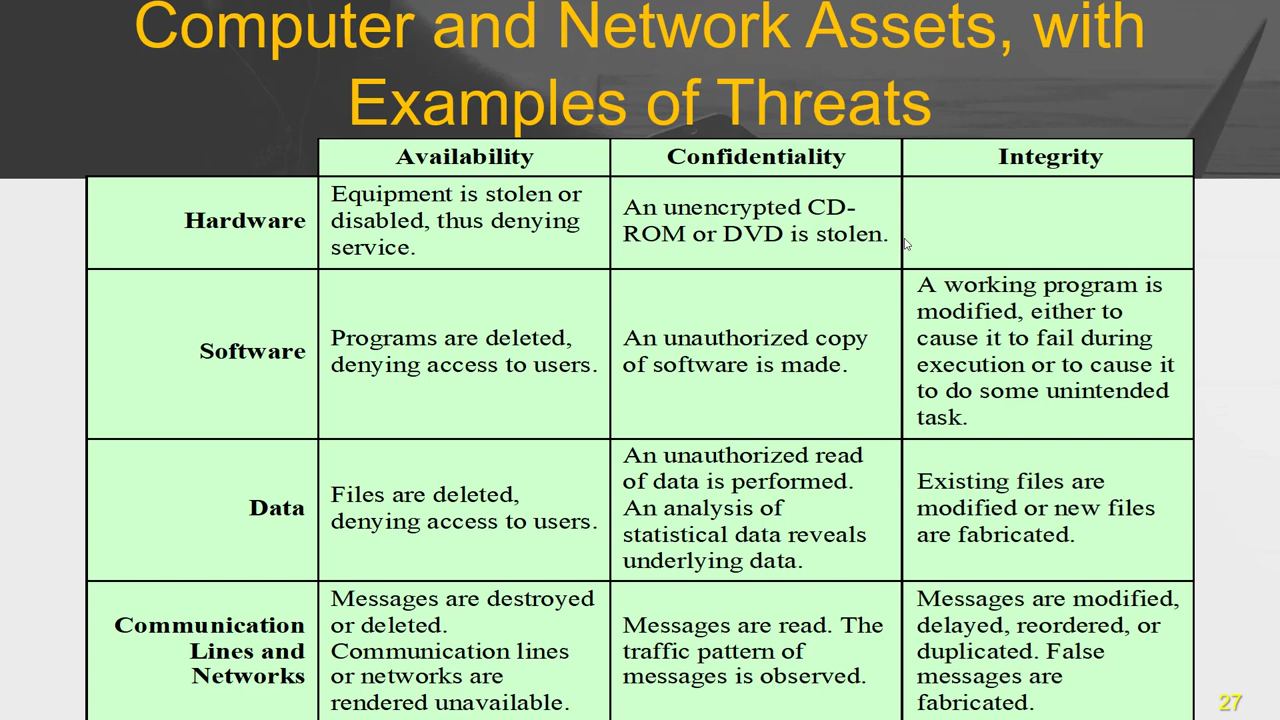 Computer and Network Assets, with
Examples of Threats
Availability
Confidentiality
Integrity
Hardware
Equipment is stolen or
disabled, thus denying
service.
An unencrypted CD-
ROM or DVD is stolen.
Software
Programs are deleted,
denying access to users.
An unauthorized copy
of software is made.
A working program is
modified, either to
cause it to fail during
execution or to cause it
to do some unintended
task.
Data
Files are deleted,
denying access to users.
An unauthorized read
of data is performed.
An analysis of
statistical data reveals
underlying data.
Existing files are
modified or new files
are fabricated.
Communication
Lines and
Networks
Messages are destroyed
or deleted.
Communication lines
or networks are
rendered unavailable.
Messages are read. The
traffic pattern of
messages is observed.
Messages are modified,
delayed, reordered, or
duplicated. False
messages are
fabricated.
27